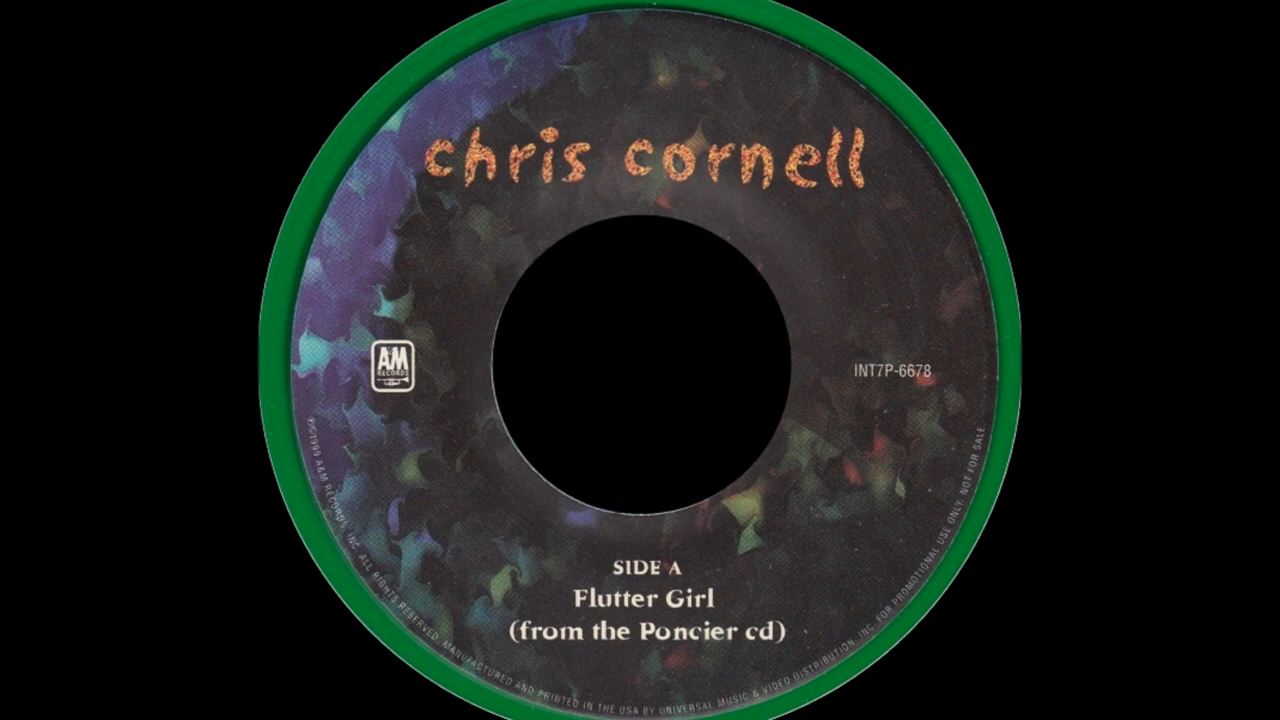 chris cornell
A&M
RECORDS
INT7P-6678
SIDE A
Flutter Girl
(from the Poncier cd)
℗©1999 A&M RECORDS, INC. ALL RIGHTS RESERVED. MANUFACTURED AND PRINTED IN THE USA BY UNIVERSAL MUSIC & VIDEO DISTRIBUTION, INC. FOR PROMOTIONAL USE ONLY. NOT FOR SALE